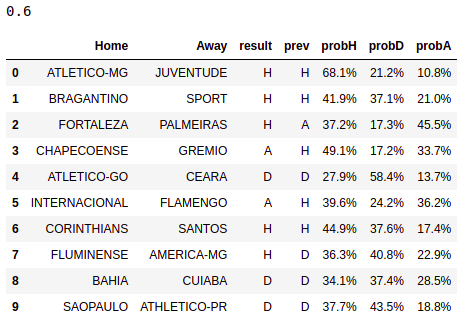 0.6
Home Away result prev probH probD probA
0 ATLETICO-MG JUVENTUDE H H 68.1% 21.2% 10.8%
1 BRAGANTINO SPORT H H 41.9% 37.1% 21.0%
2 FORTALEZA PALMEIRAS H A 37.2% 17.3% 45.5%
3 CHAPECOENSE GREMIO A H 49.1% 17.2% 33.7%
4 ATLETICO-GO CEARA D D 27.9% 58.4% 13.7%
5 INTERNACIONAL FLAMENGO A H 39.6% 24.2% 36.2%
6 CORINTHIANS SANTOS H H 44.9% 37.6% 17.4%
7 FLUMINENSE AMERICA-MG H D 36.3% 40.8% 22.9%
8 BAHIA CUIABA D D 34.1% 37.4% 28.5%
9 SAOPAULO ATHLETICO-PR D D 37.7% 43.5% 18.8%